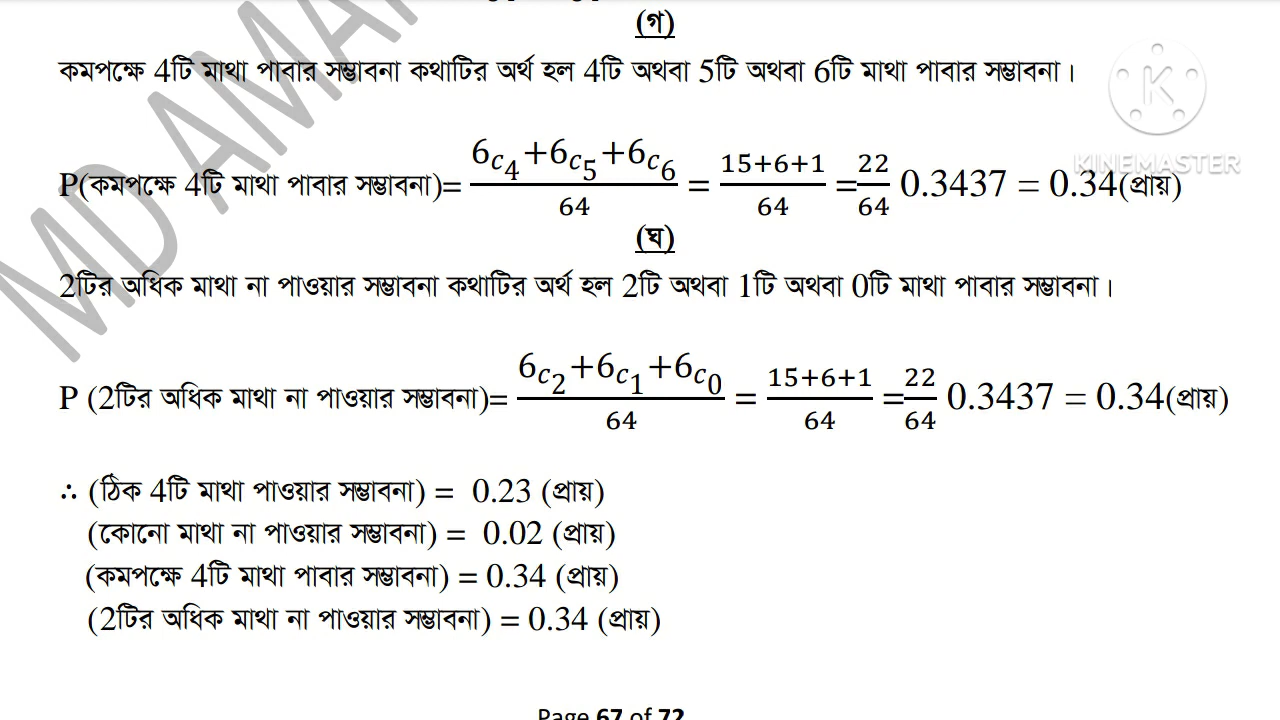 (গ)
কমপক্ষে 4টি মাথা পাবার সম্ভাবনা কথাটির অর্থ হল 4টি অথবা 5টি অথবা 6টি মাথা পাবার সম্ভাবনা।
KINEMASTER
P(কমপক্ষে 4টি মাথা পাবার সম্ভাবনা)= (6c₄+6c₅+6c₆)/64 = (15+6+1)/64 =22/64 0.3437 = 0.34(প্রায়)
(ঘ)
2টির অধিক মাথা না পাওয়ার সম্ভাবনা কথাটির অর্থ হল 2টি অথবা 1টি অথবা 0টি মাথা পাবার সম্ভাবনা।
P (2টির অধিক মাথা না পাওয়ার সম্ভাবনা)= (6c₂+6c₁+6c₀)/64 = (15+6+1)/64 =22/64 0.3437 = 0.34(প্রায়)
∴ (ঠিক 4টি মাথা পাওয়ার সম্ভাবনা) = 0.23 (প্রায়)
(কোনো মাথা না পাওয়ার সম্ভাবনা) = 0.02 (প্রায়)
(কমপক্ষে 4টি মাথা পাবার সম্ভাবনা) = 0.34 (প্রায়)
(2টির অধিক মাথা না পাওয়ার সম্ভাবনা) = 0.34 (প্রায়)
Page 67 of 72
MD AMA